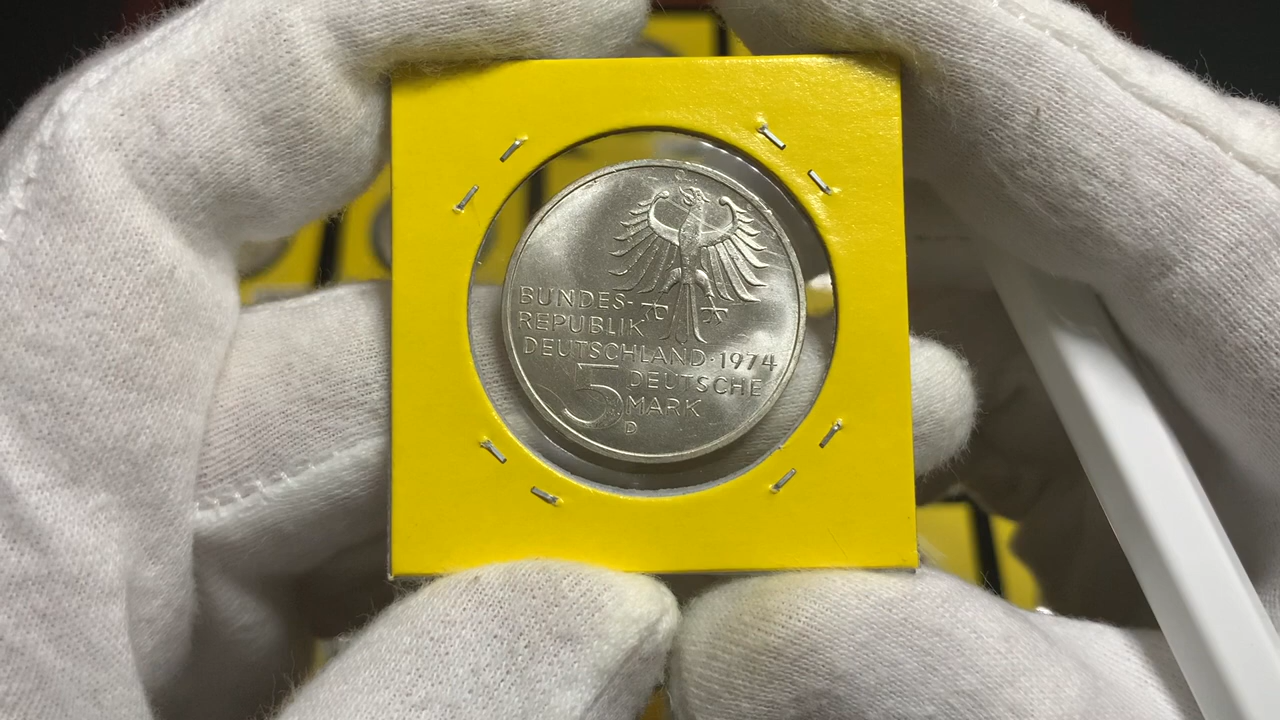 BUNDES-
REPUBLIK
DEUTSCHLAND·1974
5 DEUTSCHE
MARK
D